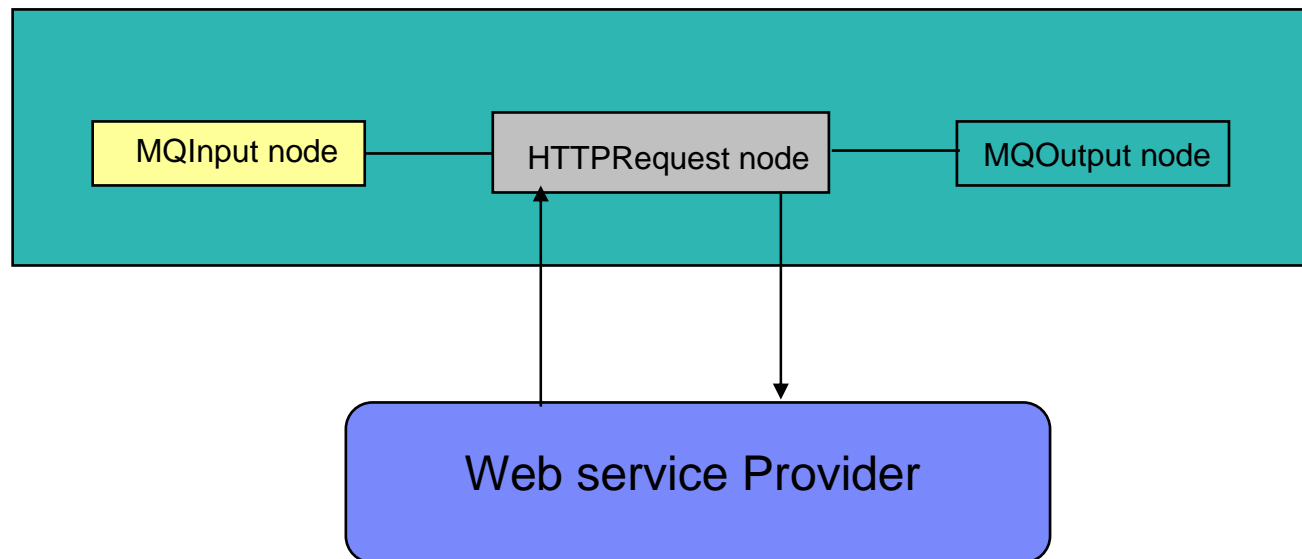 MQInput node
HTTPRequest node
MQOutput node
Web service Provider